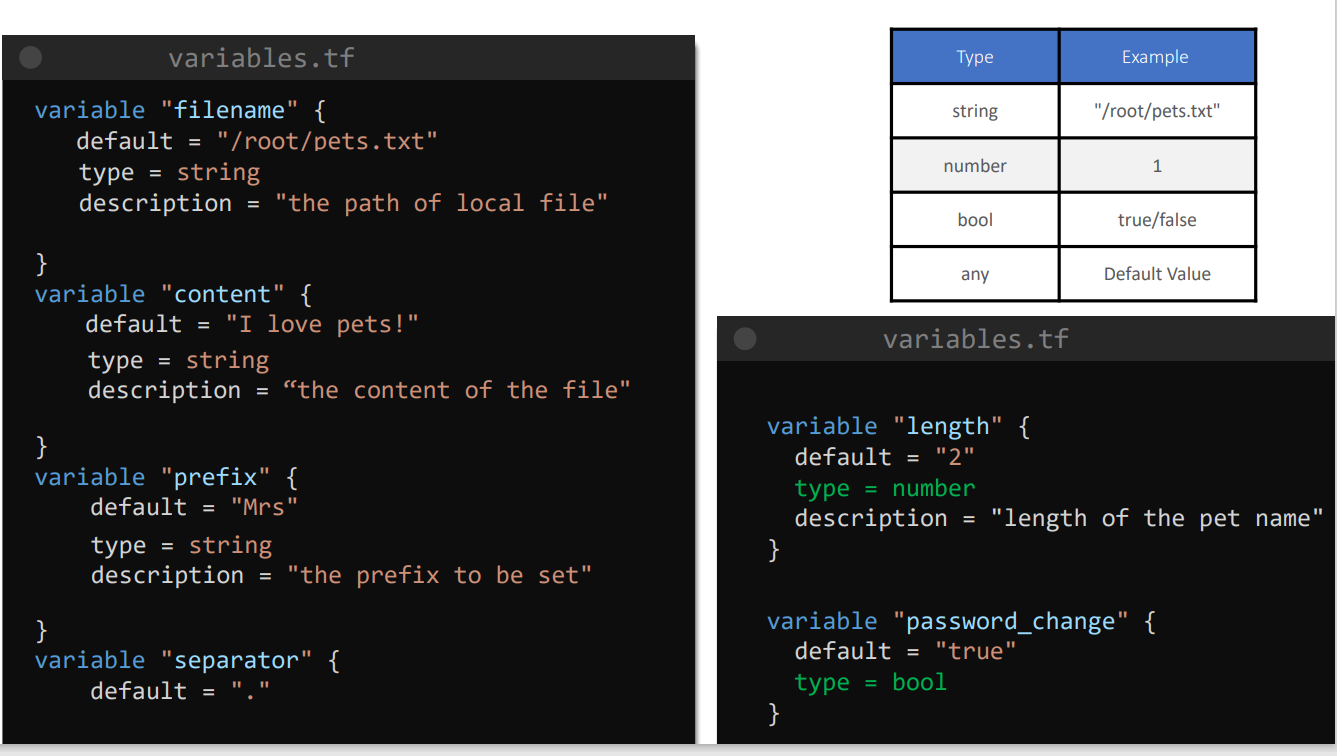 variables.tf
variable "filename" {
default = "/root/pets.txt"
type = string
description = "the path of local file"
}
variable "content" {
default = "I love pets!"
type = string
description = “the content of the file"
}
variable "prefix" {
default = "Mrs"
type = string
description = "the prefix to be set"
}
variable "separator" {
default = "."
Type Example
string "/root/pets.txt"
number 1
bool true/false
any Default Value
variables.tf
variable "length" {
default = "2"
type = number
description = "length of the pet name"
}
variable "password_change" {
default = "true"
type = bool
}